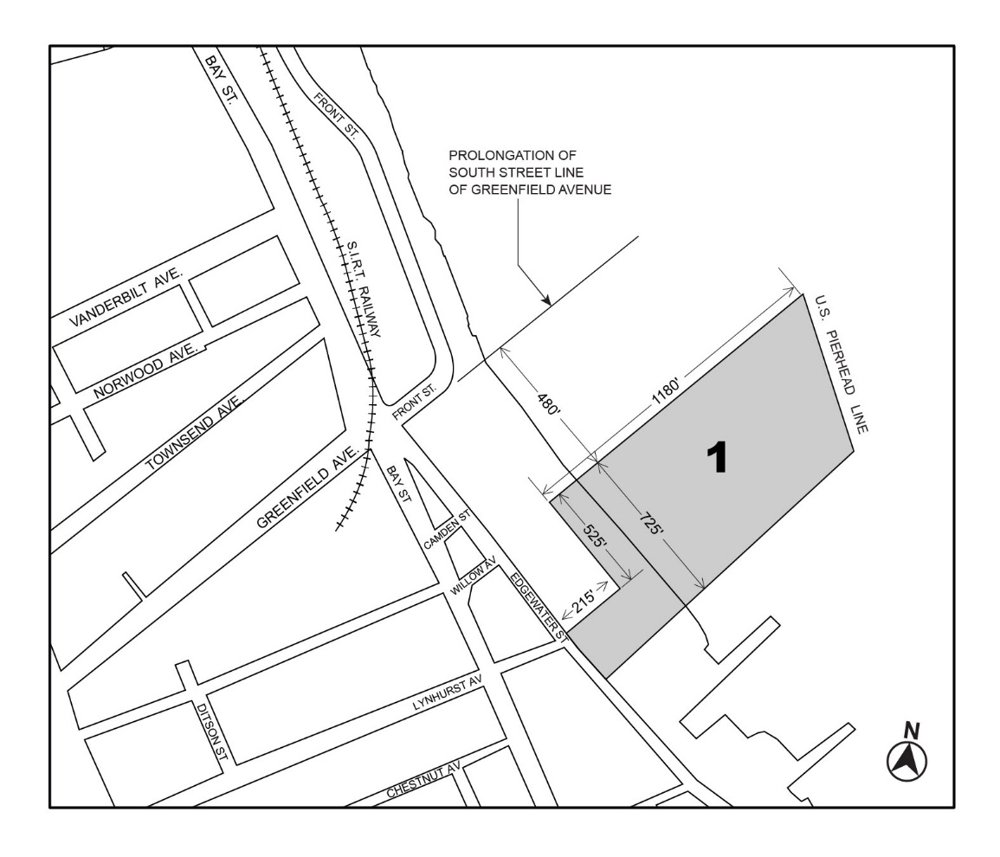 BAY ST.
FRONT ST.
PROLONGATION OF
SOUTH STREET LINE
OF GREENFIELD AVENUE
S.I.R.T. RAILWAY
VANDERBILT AVE.
U.S. PIERHEAD LINE
NORWOOD AVE.
1180'
480'
FRONT ST.
TOWNSEND AVE.
1
GREENFIELD AVE.
BAY ST
CAMDEN ST
525'
725'
WILLOW AV
EDGEWATER ST
215'
LYNHURST AV
DITSON ST
CHESTNUT AV
N